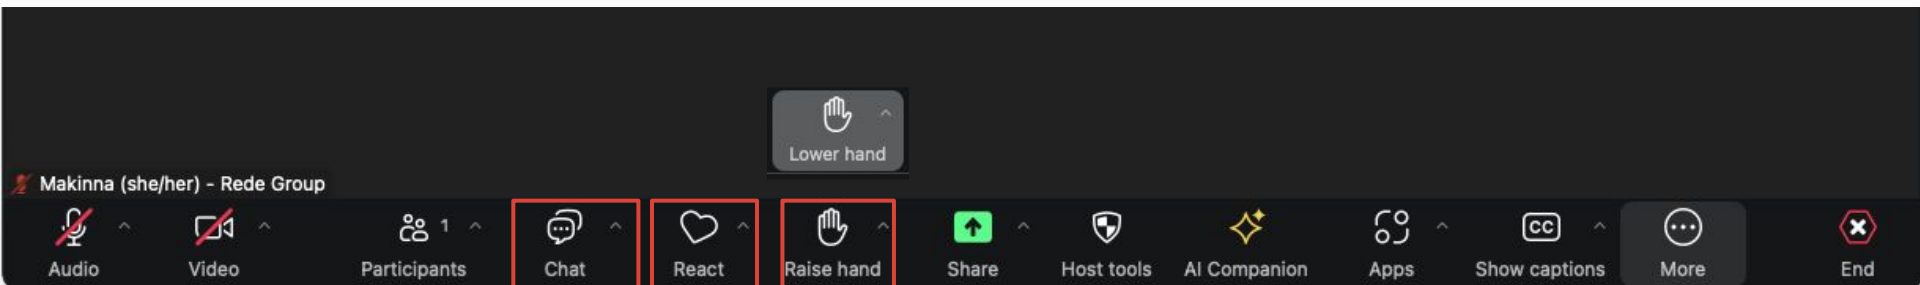 Lower hand
Makinna (she/her) - Rede Group
1
CC
Audio Video Participants Chat React Raise hand Share Host tools AI Companion Apps Show captions More End